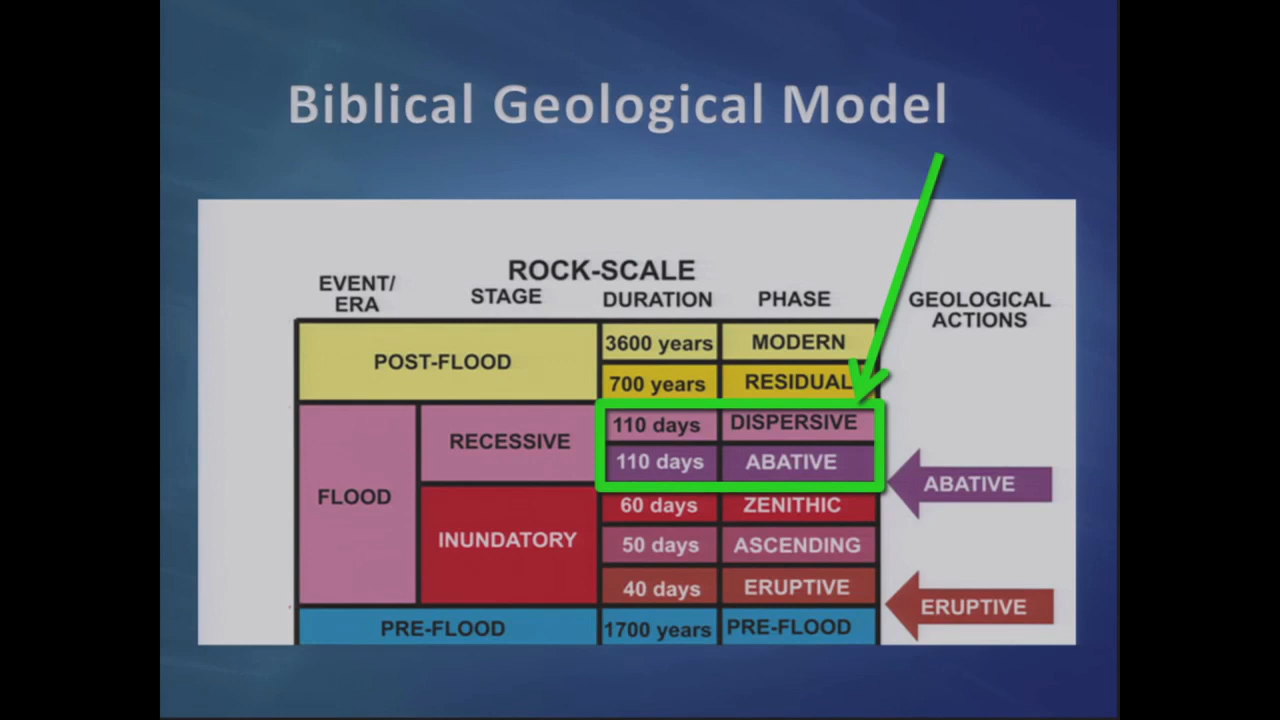 Biblical Geological Model
ROCK-SCALE
EVENT/
ERA
STAGE
DURATION
PHASE
GEOLOGICAL
ACTIONS
POST-FLOOD
3600 years
MODERN
700 years
RESIDUAL
FLOOD
RECESSIVE
110 days
DISPERSIVE
110 days
ABATIVE
ABATIVE
INUNDATORY
60 days
ZENITHIC
50 days
ASCENDING
40 days
ERUPTIVE
ERUPTIVE
PRE-FLOOD
1700 years
PRE-FLOOD